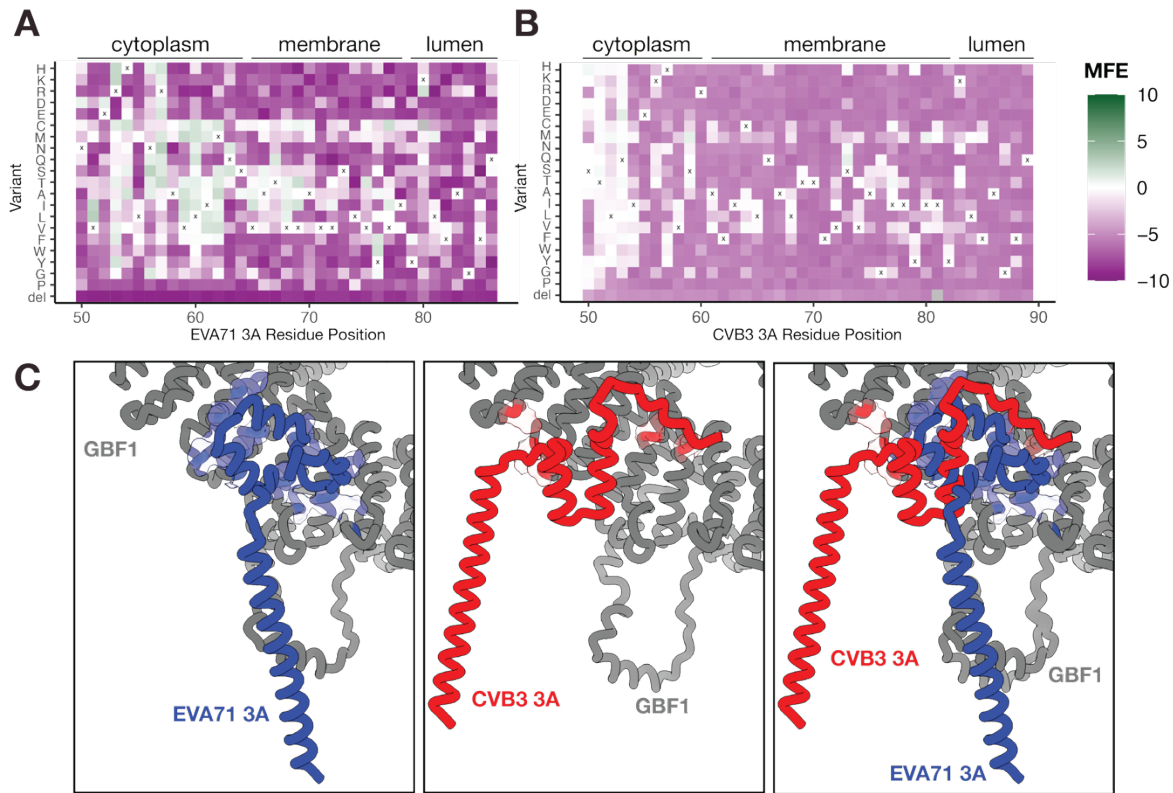 A
cytoplasm
membrane
lumen
Variant
H
K
R
D
E
C
M
N
Q
S
T
A
I
L
V
F
W
Y
G
P
del
50
60
70
80
EVA71 3A Residue Position
B
cytoplasm
membrane
lumen
Variant
H
K
R
D
E
C
M
N
Q
S
T
A
I
L
V
F
W
Y
G
P
del
50
60
70
80
90
CVB3 3A Residue Position
MFE
10
5
0
−5
−10
C
GBF1
EVA71 3A
CVB3 3A
GBF1
CVB3 3A
GBF1
EVA71 3A